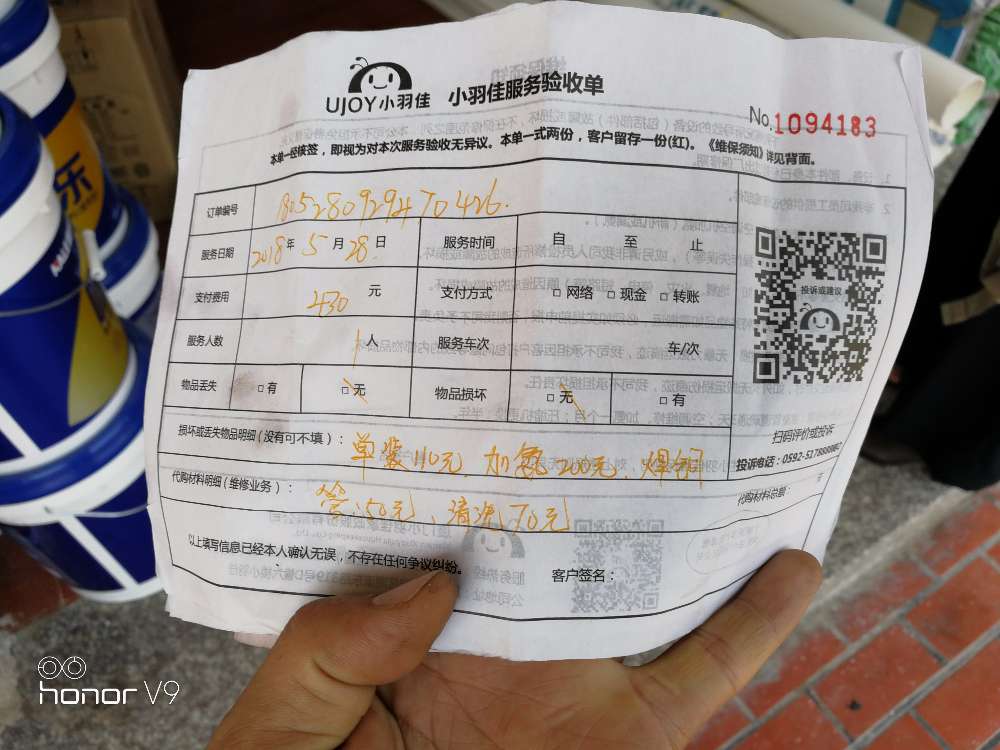 UJOY小羽佳 小羽佳服务验收单
No.1094183
本单一经核签，即视为对本次服务验收无异议。本单一式两份，客户留存一份(红)。《维保须知》详见背面。
订单编号
服务日期 2018年 5月 28日 服务时间 自 至 止
支付费用 430 元 支付方式 □网络 □现金 □转账
服务人数 1人 服务车次 车/次
物品丢失 □有 □无 物品损坏 □无 □有
投诉或建议
扫码评价或投诉
损坏或丢失物品明细(没有可不填)： 单装110元 加氟200元、焊铜
代购材料明细(维修业务)： 管:50元、清洗70元
代购材料总额： 元
以上填写信息已经本人确认无误，不存在任何争议纠纷。
客户签名：
乐
honor V9